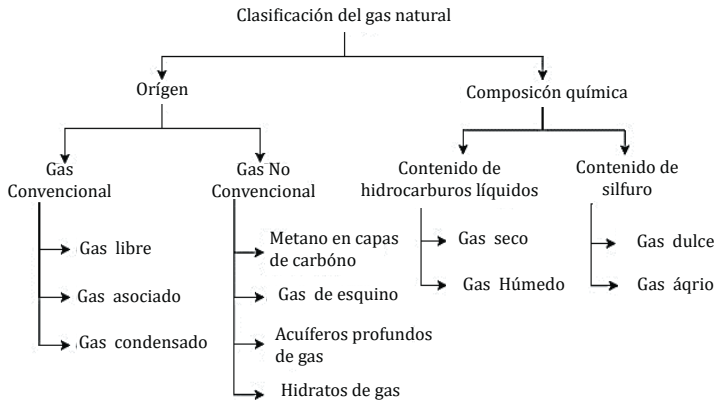 Clasificación del gas natural
Orígen
Composicón química
Gas
Convencional
Gas No
Convencional
Contenido de
hidrocarburos líquidos
Contenido de
silfuro
Gas libre
Gas asociado
Gas condensado
Metano en capas
de carbóno
Gas de esquino
Acuíferos profundos
de gas
Hidratos de gas
Gas seco
Gas Húmedo
Gas dulce
Gas áqrio